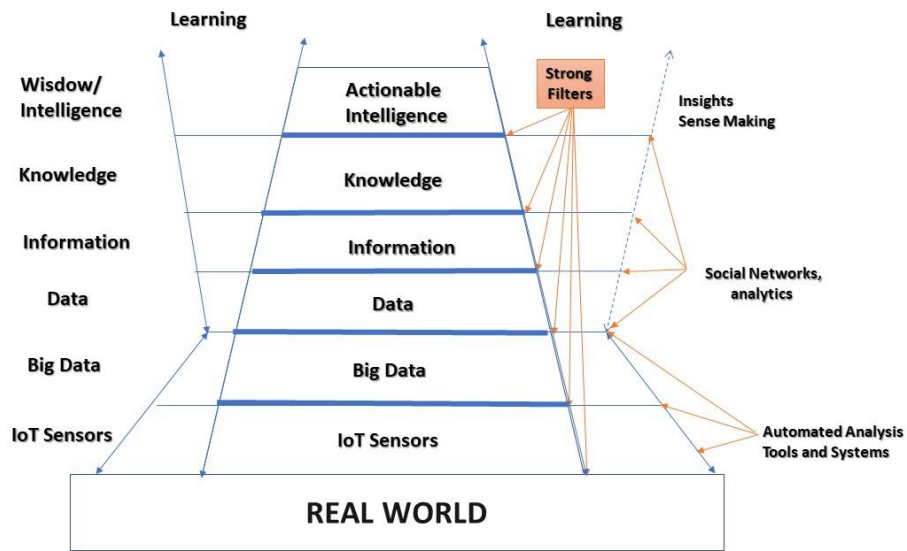 Learning
Learning
Wisdow/
Intelligence
Actionable
Intelligence
Strong
Filters
Insights
Sense Making
Knowledge
Knowledge
Information
Information
Social Networks,
analytics
Data
Data
Big Data
Big Data
IoT Sensors
IoT Sensors
Automated Analysis
Tools and Systems
REAL WORLD